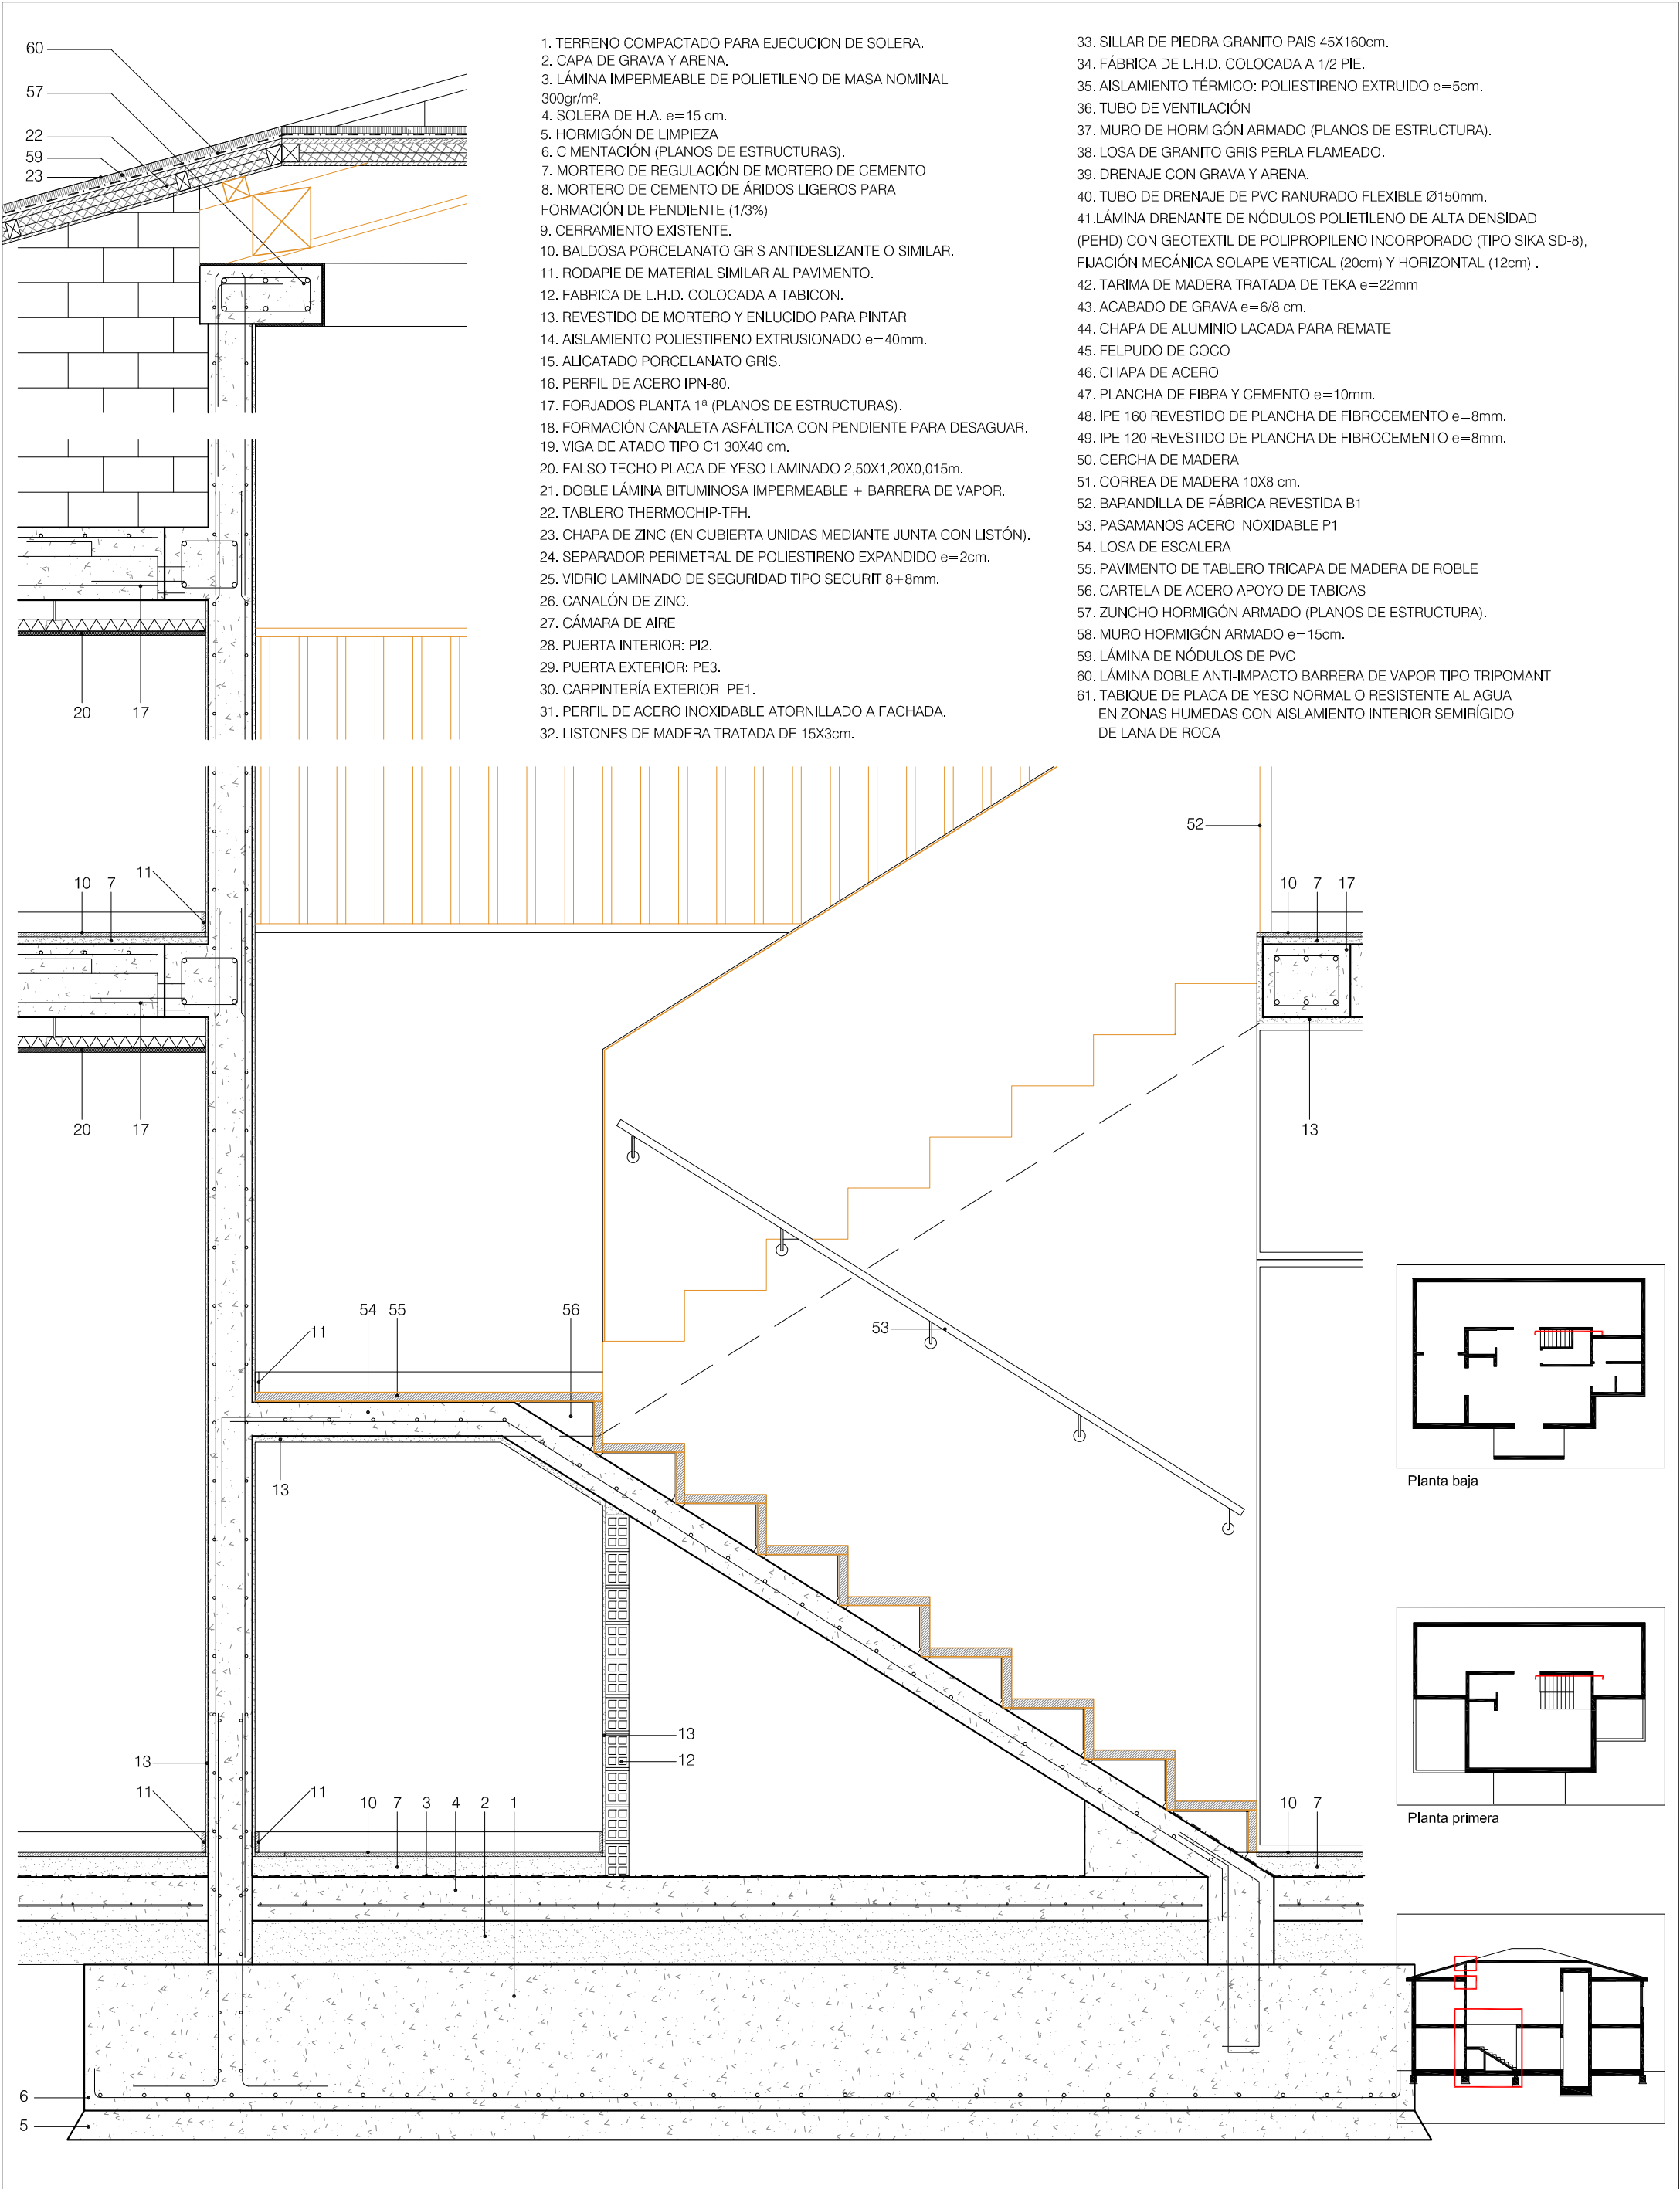 1. TERRENO COMPACTADO PARA EJECUCION DE SOLERA.
2. CAPA DE GRAVA Y ARENA.
3. LÁMINA IMPERMEABLE DE POLIETILENO DE MASA NOMINAL
300gr/m².
4. SOLERA DE H.A. e=15 cm.
5. HORMIGÓN DE LIMPIEZA
6. CIMENTACIÓN (PLANOS DE ESTRUCTURAS).
7. MORTERO DE REGULACIÓN DE MORTERO DE CEMENTO
8. MORTERO DE CEMENTO DE ÁRIDOS LIGEROS PARA
FORMACIÓN DE PENDIENTE (1/3%)
9. CERRAMIENTO EXISTENTE.
10. BALDOSA PORCELANATO GRIS ANTIDESLIZANTE O SIMILAR.
11. RODAPIE DE MATERIAL SIMILAR AL PAVIMENTO.
12. FABRICA DE L.H.D. COLOCADA A TABICON.
13. REVESTIDO DE MORTERO Y ENLUCIDO PARA PINTAR
14. AISLAMIENTO POLIESTIRENO EXTRUSIONADO e=40mm.
15. ALICATADO PORCELANATO GRIS.
16. PERFIL DE ACERO IPN-80.
17. FORJADOS PLANTA 1ª (PLANOS DE ESTRUCTURAS).
18. FORMACIÓN CANALETA ASFÁLTICA CON PENDIENTE PARA DESAGUAR.
19. VIGA DE ATADO TIPO C1 30X40 cm.
20. FALSO TECHO PLACA DE YESO LAMINADO 2,50X1,20X0,015m.
21. DOBLE LÁMINA BITUMINOSA IMPERMEABLE + BARRERA DE VAPOR.
22. TABLERO THERMOCHIP-TFH.
23. CHAPA DE ZINC (EN CUBIERTA UNIDAS MEDIANTE JUNTA CON LISTÓN).
24. SEPARADOR PERIMETRAL DE POLIESTIRENO EXPANDIDO e=2cm.
25. VIDRIO LAMINADO DE SEGURIDAD TIPO SECURIT 8+8mm.
26. CANALÓN DE ZINC.
27. CÁMARA DE AIRE
28. PUERTA INTERIOR: PI2.
29. PUERTA EXTERIOR: PE3.
30. CARPINTERÍA EXTERIOR PE1.
31. PERFIL DE ACERO INOXIDABLE ATORNILLADO A FACHADA.
32. LISTONES DE MADERA TRATADA DE 15X3cm.
33. SILLAR DE PIEDRA GRANITO PAIS 45X160cm.
34. FÁBRICA DE L.H.D. COLOCADA A 1/2 PIE.
35. AISLAMIENTO TÉRMICO: POLIESTIRENO EXTRUIDO e=5cm.
36. TUBO DE VENTILACIÓN
37. MURO DE HORMIGÓN ARMADO (PLANOS DE ESTRUCTURA).
38. LOSA DE GRANITO GRIS PERLA FLAMEADO.
39. DRENAJE CON GRAVA Y ARENA.
40. TUBO DE DRENAJE DE PVC RANURADO FLEXIBLE Ø150mm.
41.LÁMINA DRENANTE DE NÓDULOS POLIETILENO DE ALTA DENSIDAD
(PEHD) CON GEOTEXTIL DE POLIPROPILENO INCORPORADO (TIPO SIKA SD-8),
FIJACIÓN MECÁNICA SOLAPE VERTICAL (20cm) Y HORIZONTAL (12cm) .
42. TARIMA DE MADERA TRATADA DE TEKA e=22mm.
43. ACABADO DE GRAVA e=6/8 cm.
44. CHAPA DE ALUMINIO LACADA PARA REMATE
45. FELPUDO DE COCO
46. CHAPA DE ACERO
47. PLANCHA DE FIBRA Y CEMENTO e=10mm.
48. IPE 160 REVESTIDO DE PLANCHA DE FIBROCEMENTO e=8mm.
49. IPE 120 REVESTIDO DE PLANCHA DE FIBROCEMENTO e=8mm.
50. CERCHA DE MADERA
51. CORREA DE MADERA 10X8 cm.
52. BARANDILLA DE FÁBRICA REVESTIDA B1
53. PASAMANOS ACERO INOXIDABLE P1
54. LOSA DE ESCALERA
55. PAVIMENTO DE TABLERO TRICAPA DE MADERA DE ROBLE
56. CARTELA DE ACERO APOYO DE TABICAS
57. ZUNCHO HORMIGÓN ARMADO (PLANOS DE ESTRUCTURA).
58. MURO HORMIGÓN ARMADO e=15cm.
59. LÁMINA DE NÓDULOS DE PVC
60. LÁMINA DOBLE ANTI-IMPACTO BARRERA DE VAPOR TIPO TRIPOMANT
61. TABIQUE DE PLACA DE YESO NORMAL O RESISTENTE AL AGUA
EN ZONAS HUMEDAS CON AISLAMIENTO INTERIOR SEMIRÍGIDO
DE LANA DE ROCA
60
57
22
59
23
20 17
52
10 7 11
10 7 17
20 17
13
54 55 56
11
53
13
Planta baja
13
12
13
11 11
10 7 3 4 2 1
10 7
Planta primera
6
5